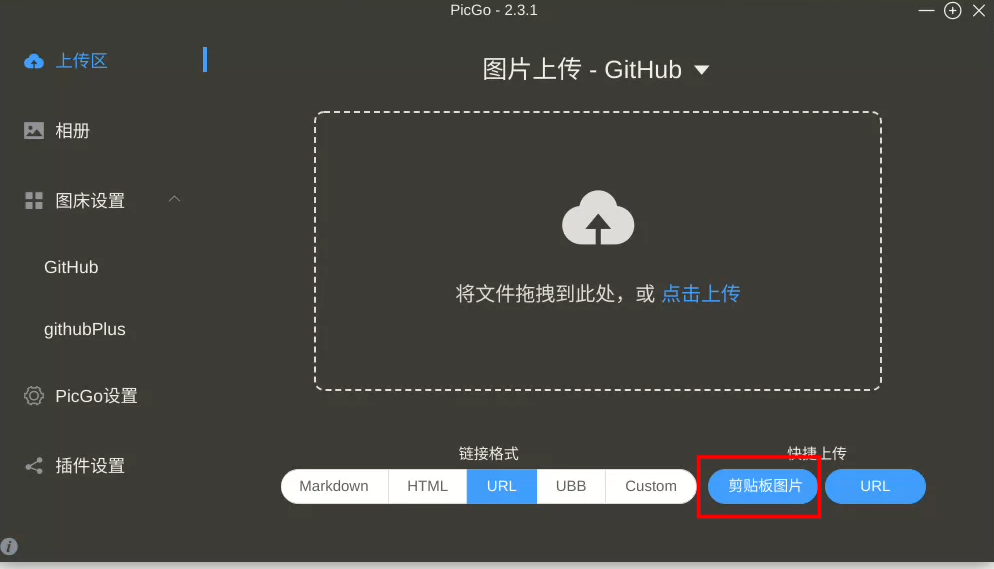 PicGo - 2.3.1
上传区
相册
图床设置
GitHub
githubPlus
PicGo设置
插件设置
图片上传 - GitHub
将文件拖拽到此处，或 点击上传
链接格式
快捷上传
Markdown
HTML
URL
UBB
Custom
剪贴板图片
URL
i